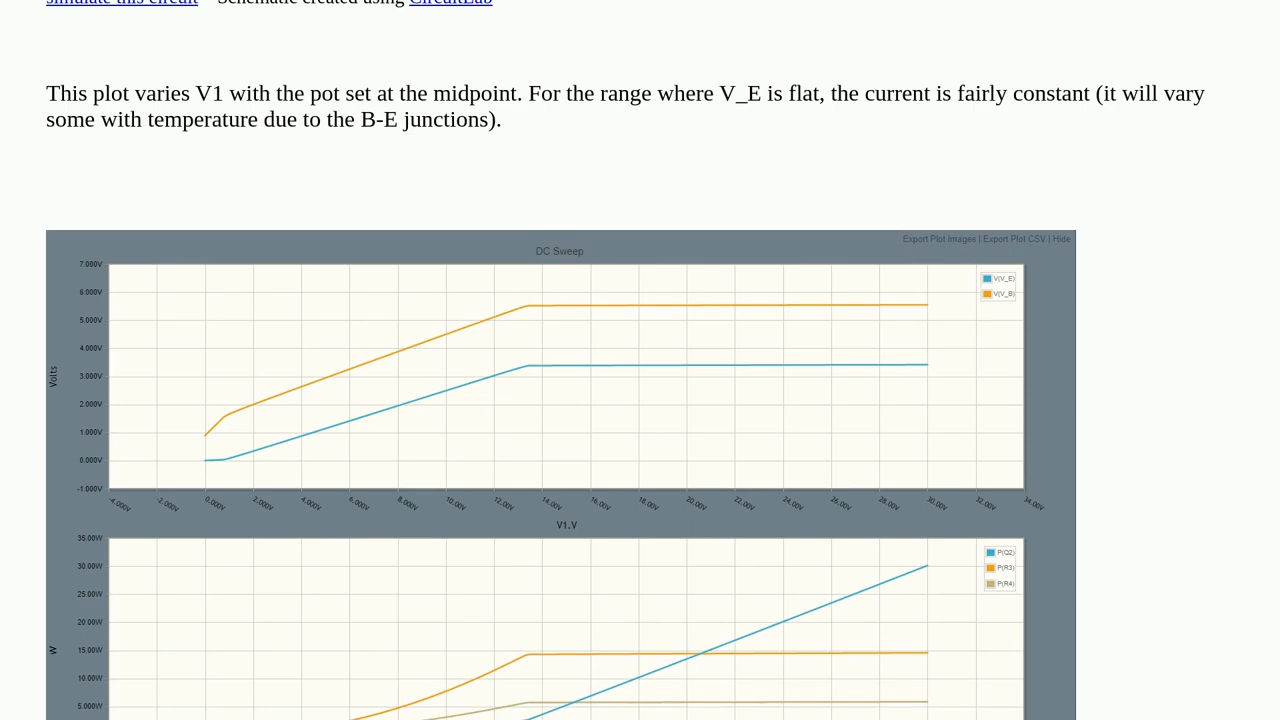 simulate this circuit – Schematic created using CircuitLab
This plot varies V1 with the pot set at the midpoint. For the range where V_E is flat, the current is fairly constant (it will vary
some with temperature due to the B-E junctions).
Export Plot Images | Export Plot CSV | Hide
DC Sweep
7.000V
6.000V
5.000V
4.000V
3.000V
2.000V
1.000V
0.000V
-1.000V
Volts
V(V_E)
V(V_B)
-4.000V -2.000V 0.000V 2.000V 4.000V 6.000V 8.000V 10.00V 12.00V 14.00V 16.00V 18.00V 20.00V 22.00V 24.00V 26.00V 28.00V 30.00V 32.00V 34.00V
V1.V
35.00W
30.00W
25.00W
20.00W
15.00W
10.00W
5.000W
W
P(Q2)
P(R3)
P(R4)